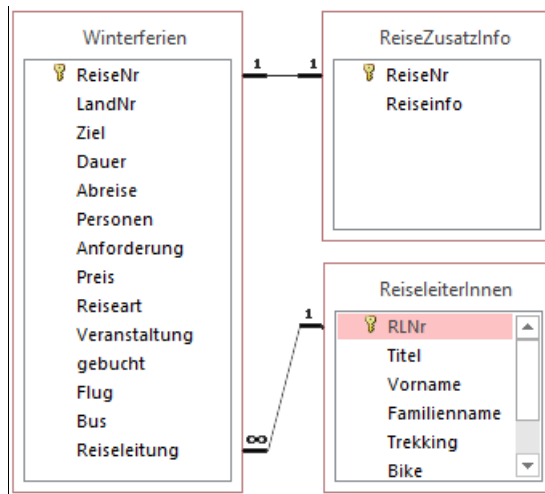 Winterferien
ReiseNr
LandNr
Ziel
Dauer
Abreise
Personen
Anforderung
Preis
Reiseart
Veranstaltung
gebucht
Flug
Bus
Reiseleitung
1
1
ReiseZusatzInfo
ReiseNr
Reiseinfo
1
∞
ReiseleiterInnen
RLNr
Titel
Vorname
Familienname
Trekking
Bike